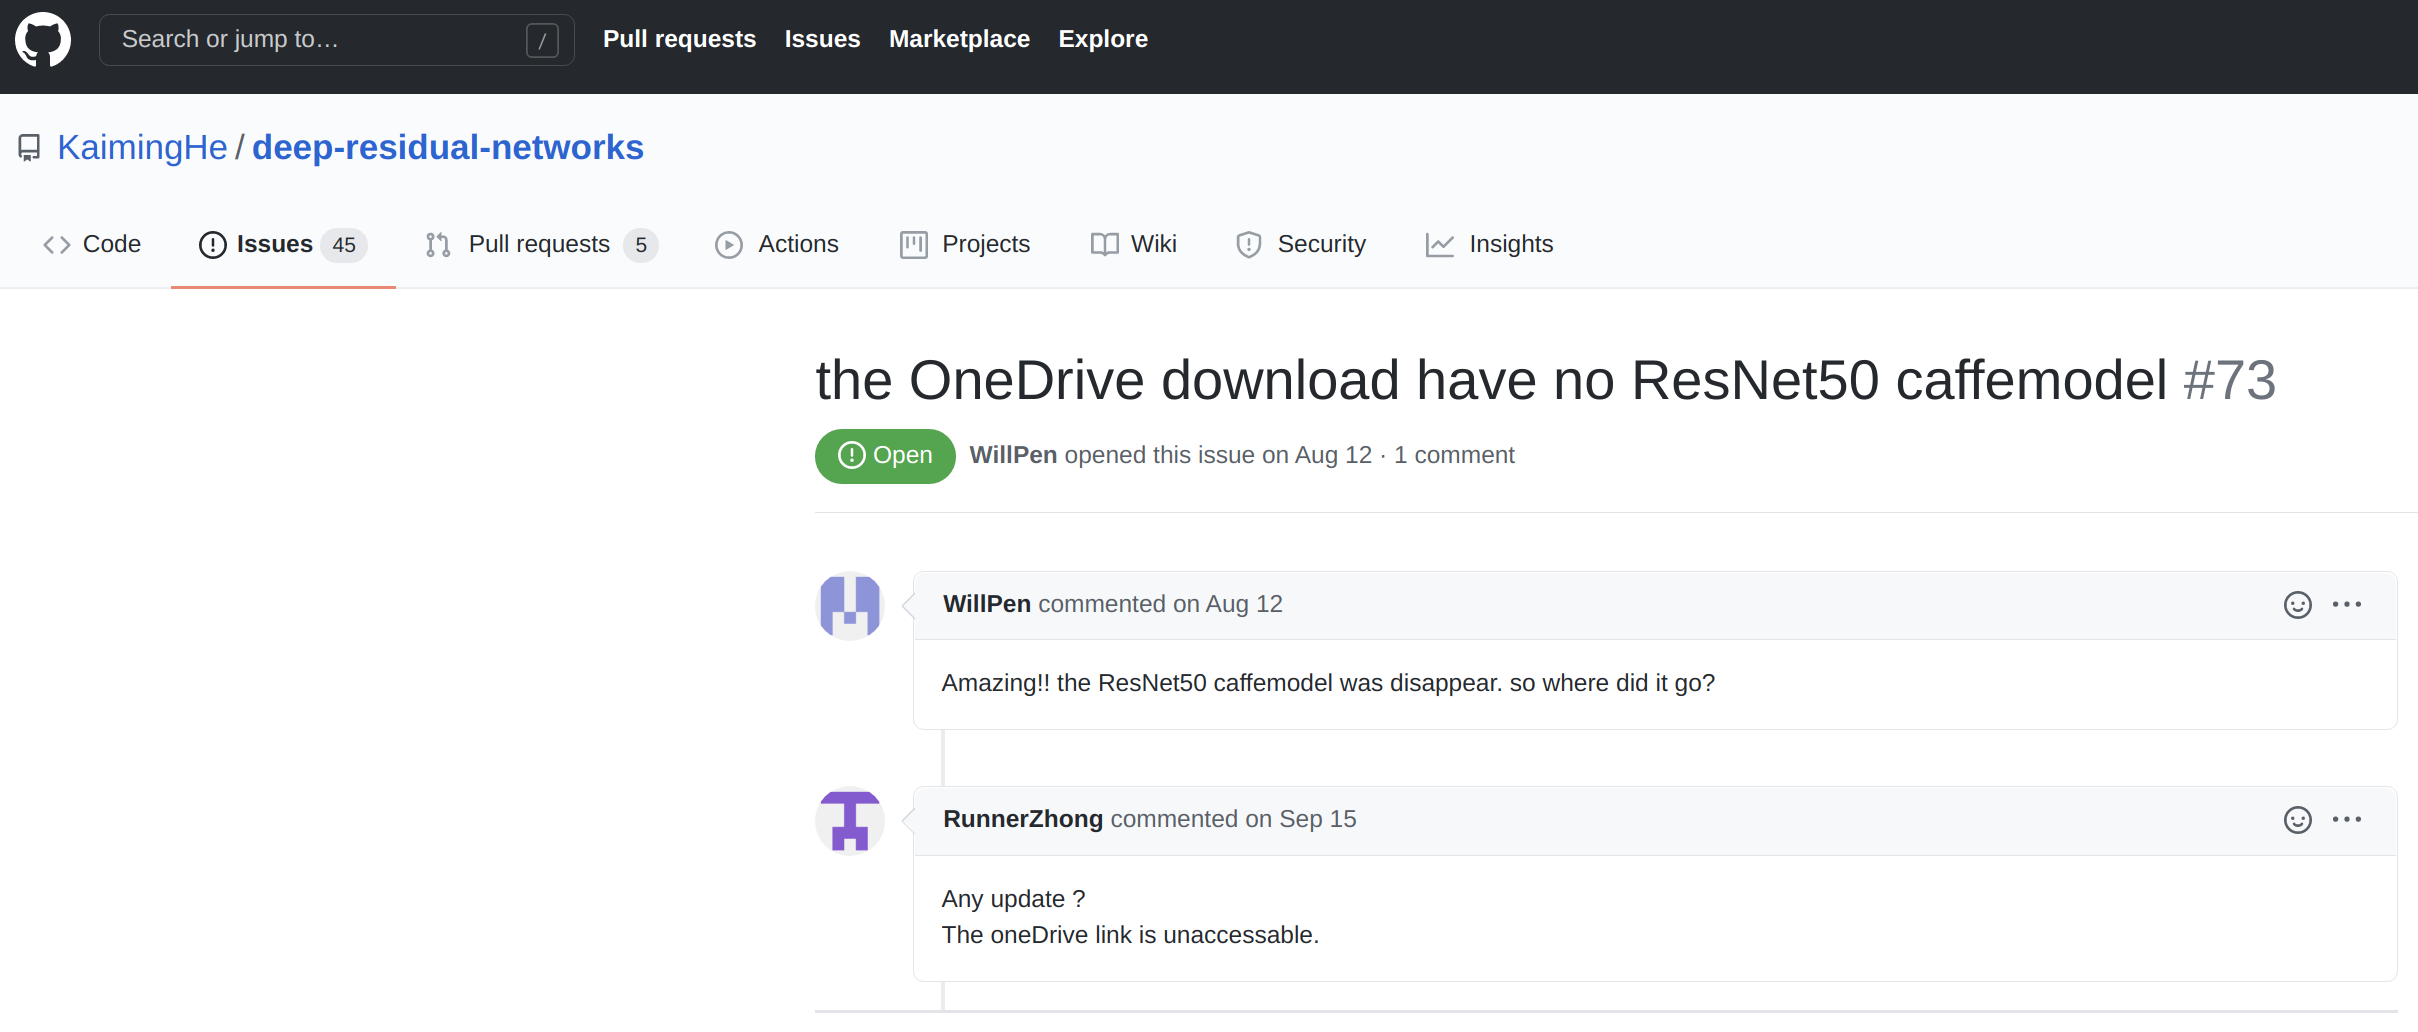 Search or jump to… /
Pull requests Issues Marketplace Explore
KaimingHe / deep-residual-networks
Code Issues 45 Pull requests 5 Actions Projects Wiki Security Insights
the OneDrive download have no ResNet50 caffemodel #73
Open WillPen opened this issue on Aug 12 · 1 comment
WillPen commented on Aug 12
Amazing!! the ResNet50 caffemodel was disappear. so where did it go?
RunnerZhong commented on Sep 15
Any update ?
The oneDrive link is unaccessable.